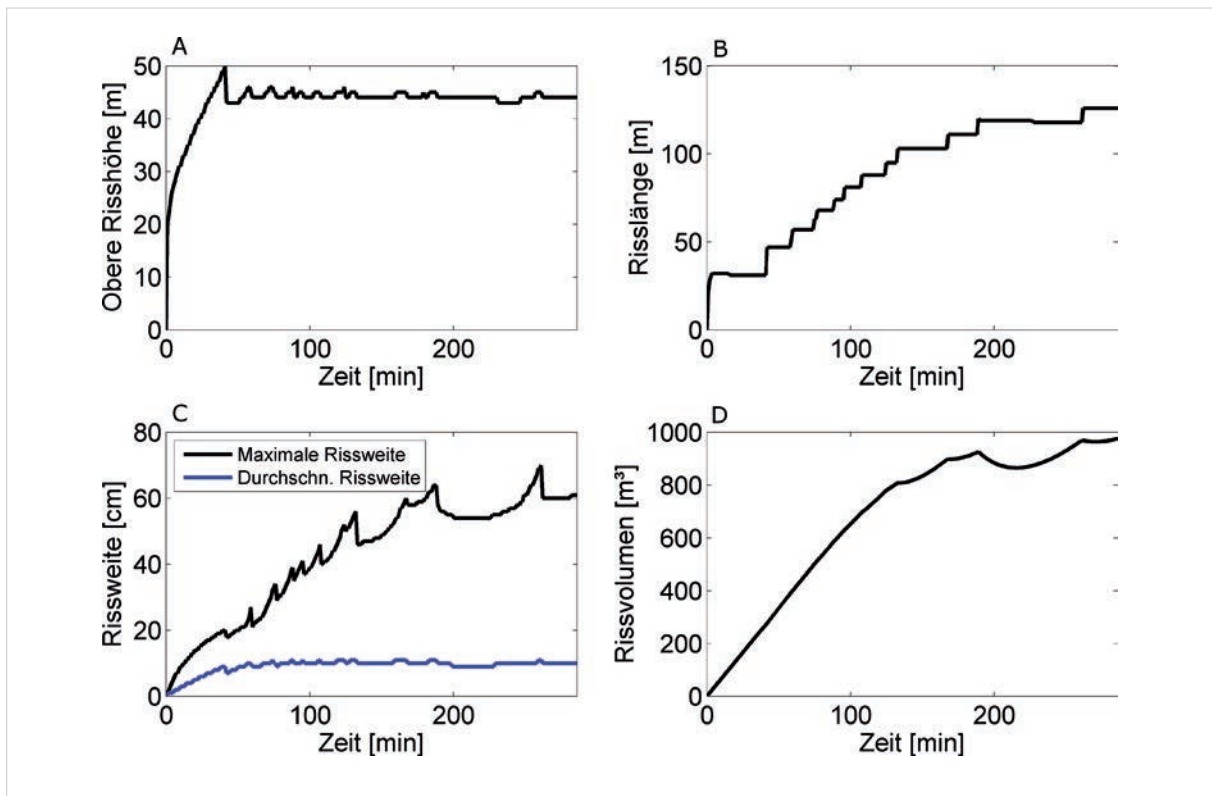 A
Obere Risshöhe [m]
50
40
30
20
10
0
0 100 200
Zeit [min]
B
Risslänge [m]
150
100
50
0
0 100 200
Zeit [min]
C
Rissweite [cm]
80
60
40
20
0
Maximale Rissweite
Durchschn. Rissweite
0 100 200
Zeit [min]
D
Rissvolumen [m³]
1000
800
600
400
200
0
0 100 200
Zeit [min]